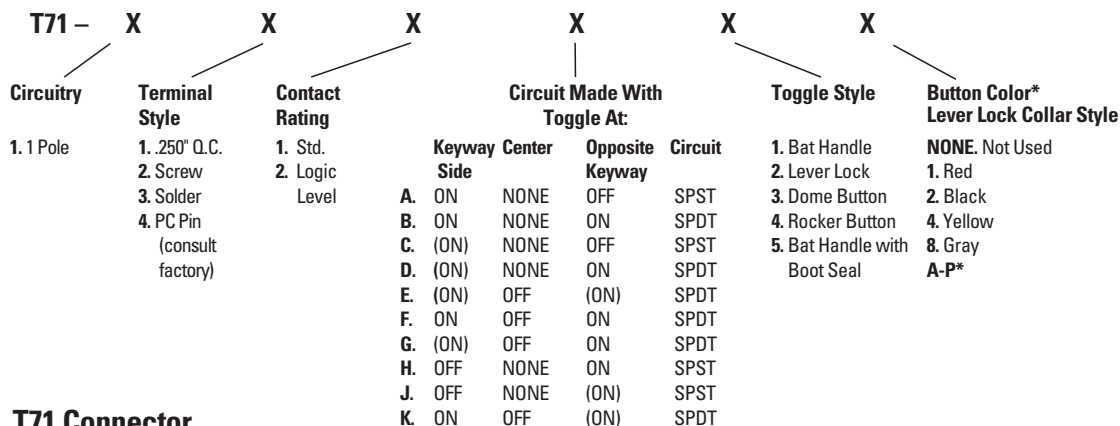 T71 – X X X X X X
Circuitry Terminal Contact Circuit Made With Toggle Style Button Color*
Style Rating Toggle At: Lever Lock Collar Style
1. 1 Pole 1. .250" Q.C. 1. Std. Keyway Center Opposite Circuit 1. Bat Handle NONE. Not Used
2. Screw 2. Logic Side Keyway 2. Lever Lock 1. Red
3. Solder Level A. ON NONE OFF SPST 3. Dome Button 2. Black
4. PC Pin B. ON NONE ON SPDT 4. Rocker Button 4. Yellow
(consult C. (ON) NONE OFF SPST 5. Bat Handle with 8. Gray
factory) D. (ON) NONE ON SPDT Boot Seal A-P*
E. (ON) OFF (ON) SPDT
F. ON OFF ON SPDT
G. (ON) OFF ON SPDT
H. OFF NONE ON SPST
J. OFF NONE (ON) SPST
K. ON OFF (ON) SPDT
T71 Connector